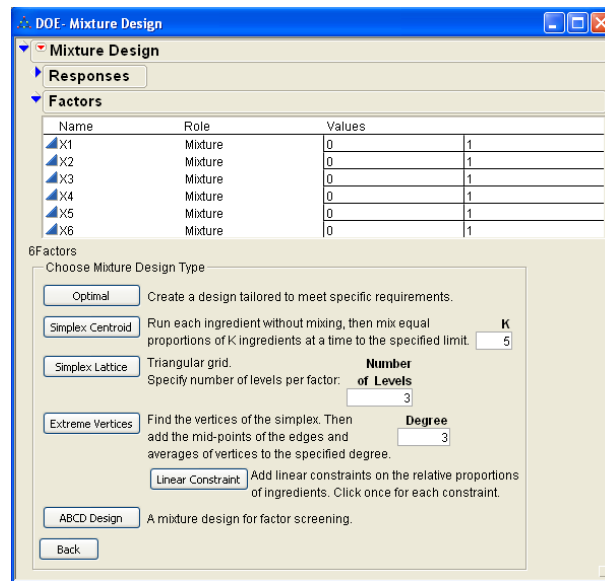 DOE- Mixture Design
Mixture Design
Responses
Factors
Name Role Values
X1 Mixture 0 1
X2 Mixture 0 1
X3 Mixture 0 1
X4 Mixture 0 1
X5 Mixture 0 1
X6 Mixture 0 1
6Factors
Choose Mixture Design Type
Optimal Create a design tailored to meet specific requirements.
Simplex Centroid Run each ingredient without mixing, then mix equal K
proportions of K ingredients at a time to the specified limit. 5
Simplex Lattice Triangular grid. Number
Specify number of levels per factor: of Levels
3
Extreme Vertices Find the vertices of the simplex. Then Degree
add the mid-points of the edges and 3
averages of vertices to the specified degree.
Linear Constraint Add linear constraints on the relative proportions
of ingredients. Click once for each constraint.
ABCD Design A mixture design for factor screening.
Back